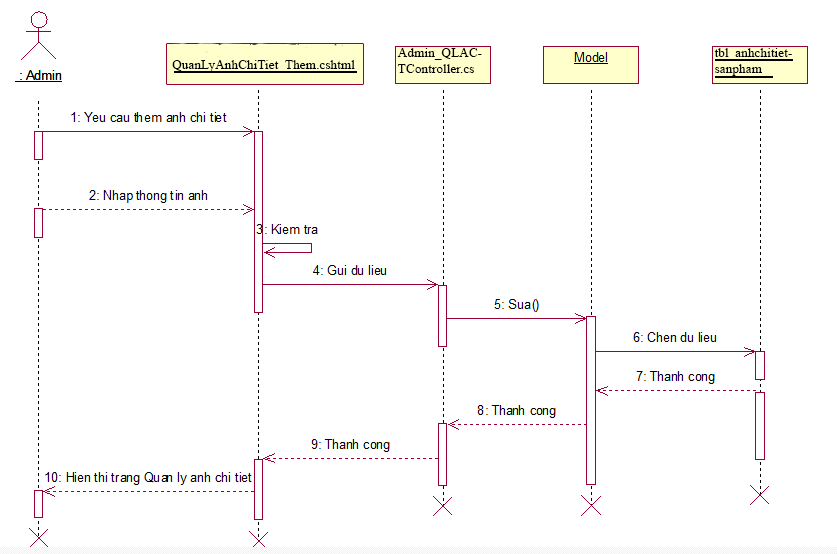 : Admin
QuanLyAnhChiTiet_Them.cshtml
Admin_QLAC-
TController.cs
Model
tbl_anhchitiet-
sanpham
1: Yeu cau them anh chi tiet
2: Nhap thong tin anh
3: Kiem tra
4: Gui du lieu
5: Sua()
6: Chen du lieu
7: Thanh cong
8: Thanh cong
9: Thanh cong
10: Hien thi trang Quan ly anh chi tiet